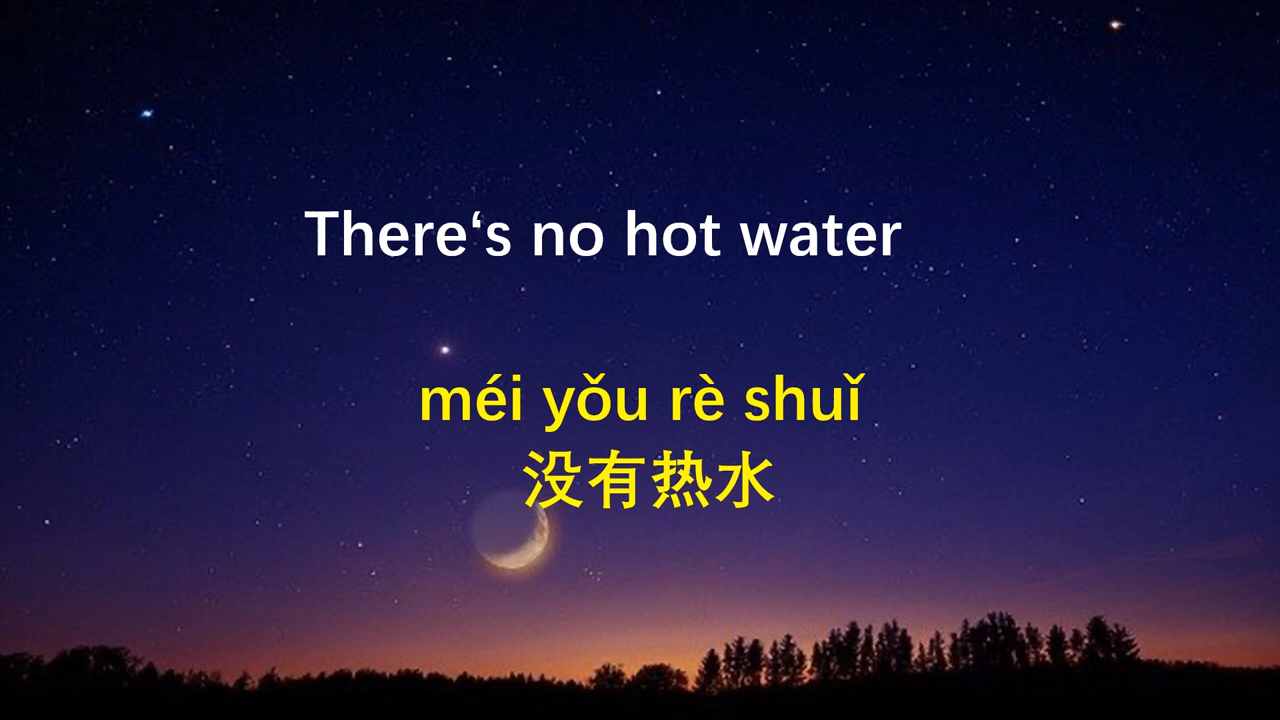 There‘s no hot water
méi yǒu rè shuǐ
没有热水